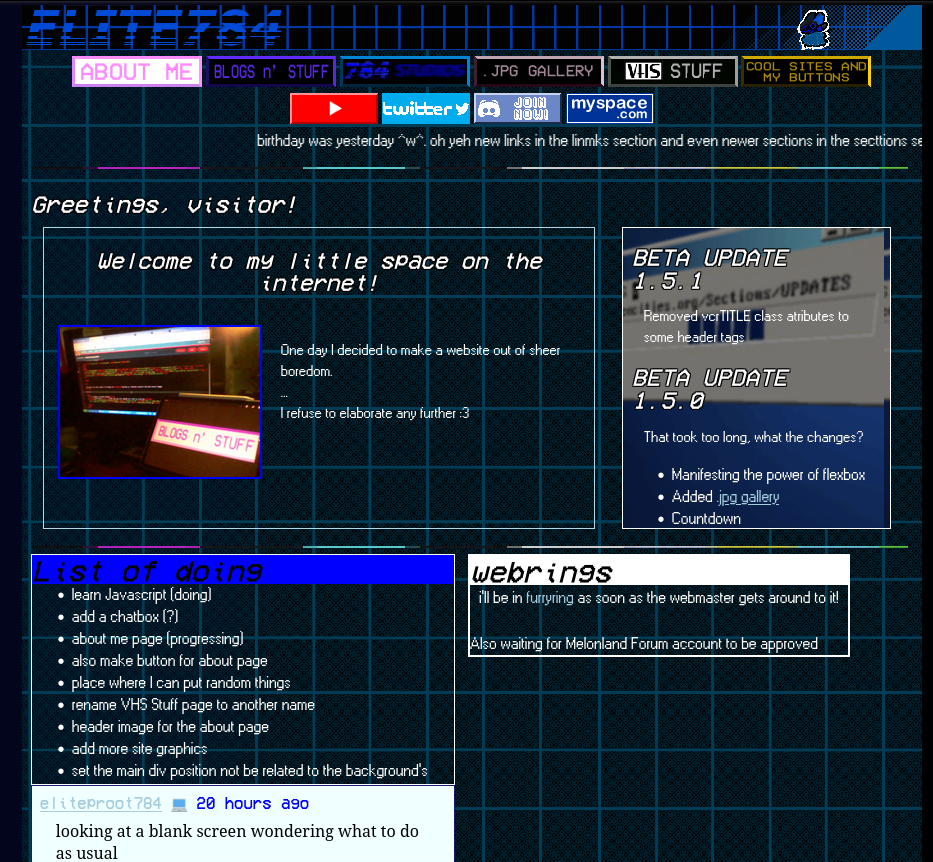 ELITE784
ABOUT ME
BLOGS n' STUFF
784 STUDIOS
.JPG GALLERY
VHS STUFF
COOL SITES AND
MY BUTTONS
twitter
JOIN
NOW!
myspace
.com
birthday was yesterday ^w^. oh yeh new links in the linmks section and even newer sections in the secttions se
Greetings, visitor!
Welcome to my little space on the
internet!
BLOGS n' STUFF
One day I decided to make a website out of sheer
boredom.
...
I refuse to elaborate any further :3
BETA UPDATE
1.5.1
ocities.org/Sections/UPDATES
Removed vcrTITLE class atributes to
some header tags
BETA UPDATE
1.5.0
That took too long, what the changes?
• Manifesting the power of flexbox
• Added .jpg gallery
• Countdown
List of doing
• learn Javascript (doing)
• add a chatbox (?)
• about me page (progressing)
• also make button for about page
• place where I can put random things
• rename VHS Stuff page to another name
• header image for the about page
• add more site graphics
• set the main div position not be related to the background's
webrings
i'll be in furryring as soon as the webmaster gets around to it!
Also waiting for Melonland Forum account to be approved
eliteproot784 💻 20 hours ago
looking at a blank screen wondering what to do
as usual